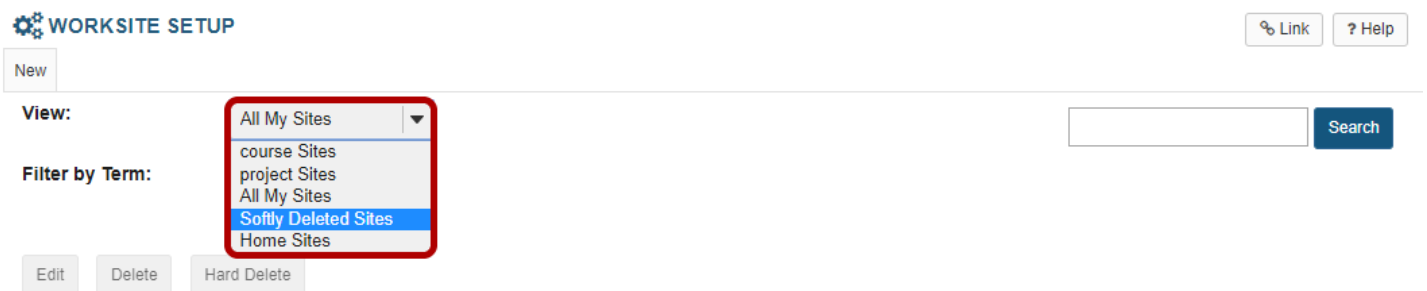 WORKSITE SETUP
Link
? Help
New
View:
All My Sites
Search
course Sites
Filter by Term:
project Sites
All My Sites
Softly Deleted Sites
Home Sites
Edit
Delete
Hard Delete